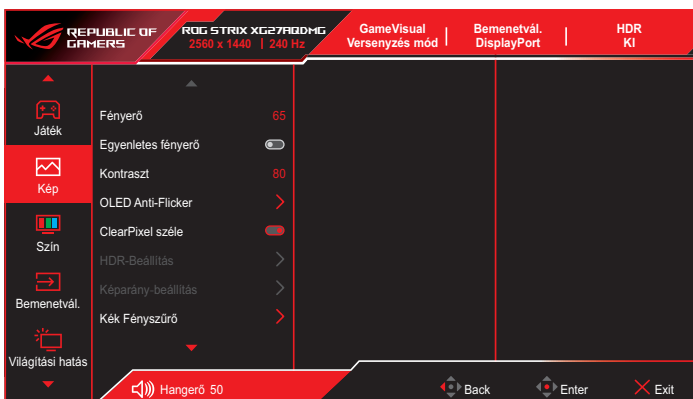 REPUBLIC OF
GAMERS
ROG STRIX XG27AQDMG
2560 x 1440 | 240 Hz
GameVisual
Versenyzés mód
Bemenetvál.
DisplayPort
HDR
KI
Játék
Kép
Szín
Bemenetvál.
Világítási hatás
Fényerő 65
Egyenletes fényerő
Kontraszt 80
OLED Anti-Flicker
ClearPixel széle
HDR-Beállítás
Képarány-beállítás
Kék Fényszűrő
Hangerő 50
Back
Enter
Exit